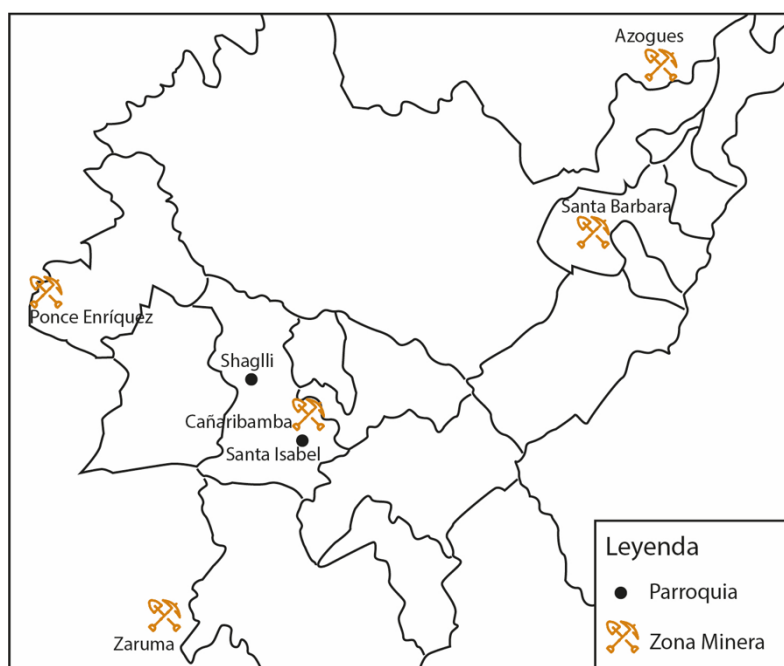 Azogues
Santa Barbara
Ponce Enríquez
Shaglli
Cañaribamba
Santa Isabel
Zaruma
Leyenda
Parroquia
Zona Minera